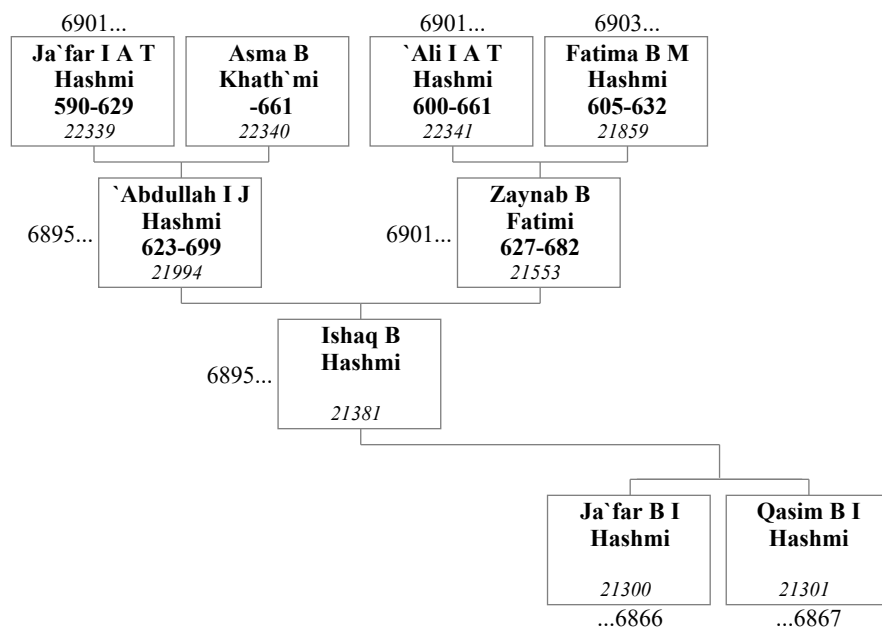 6901...
6901...
6903...
Ja`far I A T
Hashmi
590-629
22339
Asma B
Khath`mi
-661
22340
`Ali I A T
Hashmi
600-661
22341
Fatima B M
Hashmi
605-632
21859
6895...
`Abdullah I J
Hashmi
623-699
21994
6901...
Zaynab B
Fatimi
627-682
21553
6895...
Ishaq B
Hashmi
21381
Ja`far B I
Hashmi
21300
Qasim B I
Hashmi
21301
...6866
...6867